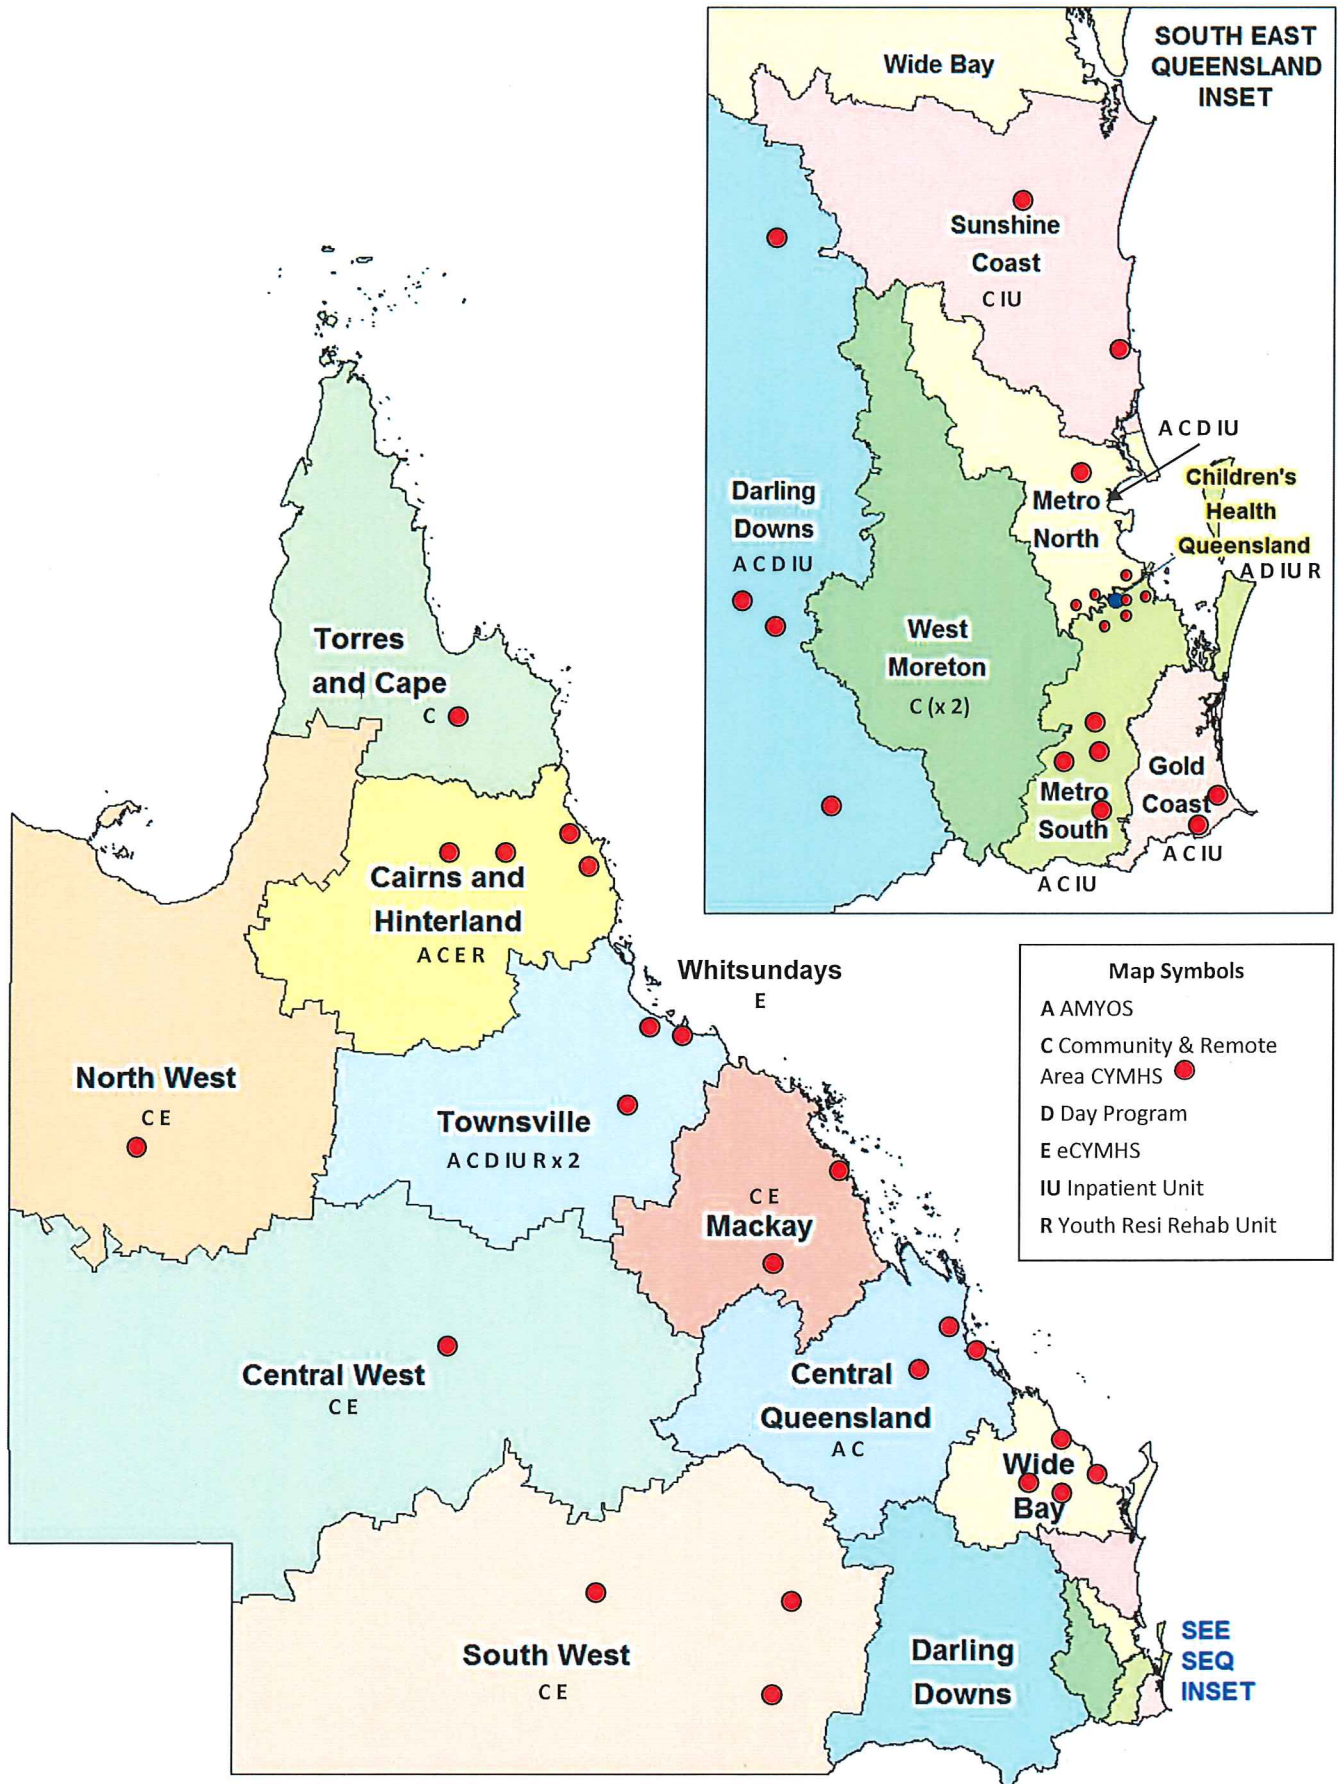 SOUTH EAST
QUEENSLAND
INSET
Wide Bay
Sunshine
Coast
C IU
A C D IU
Children's
Health
Queensland
A D IU R
Metro
North
Darling
Downs
A C D IU
West
Moreton
C (x 2)
Gold
Coast
A C IU
Metro
South
A C IU
Torres
and Cape
C
Cairns and
Hinterland
A C E R
Whitsundays
E
Map Symbols
A AMYOS
C Community & Remote
Area CYMHS
D Day Program
E eCYMHS
IU Inpatient Unit
R Youth Resi Rehab Unit
North West
C E
Townsville
A C D IU R x 2
C E
Mackay
Central West
C E
Central
Queensland
A C
Wide
Bay
South West
C E
Darling
Downs
SEE
SEQ
INSET